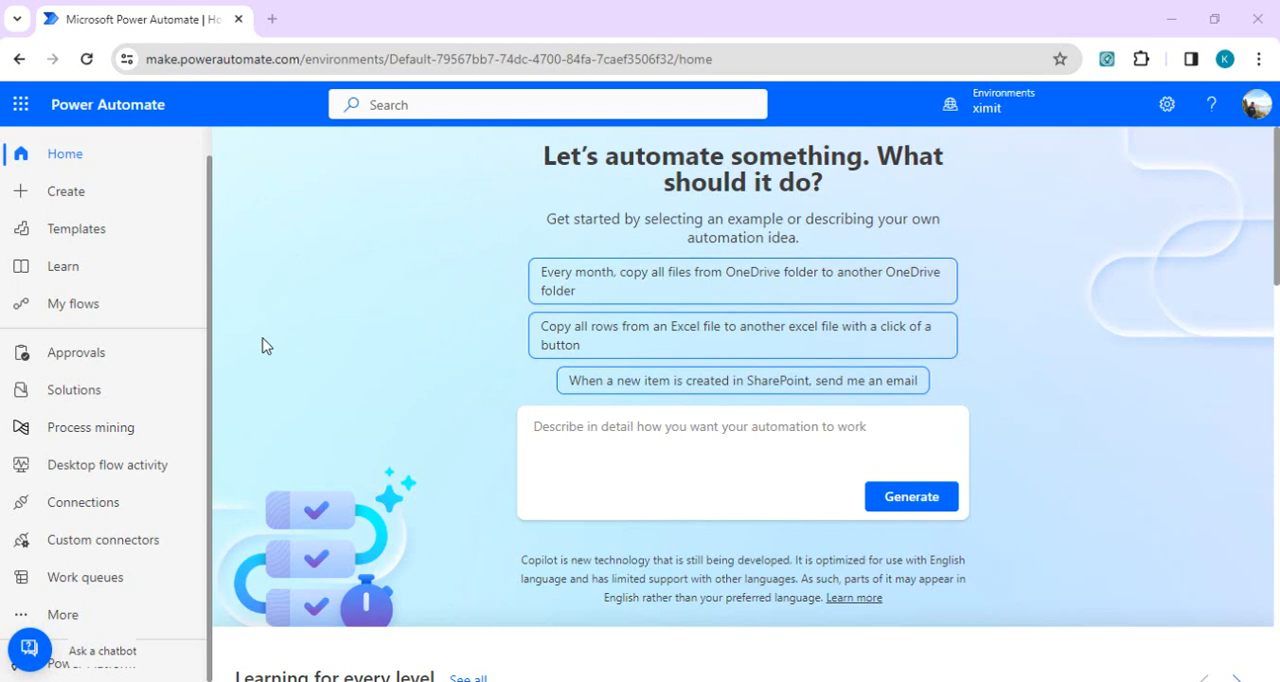 Microsoft Power Automate | Ho
make.powerautomate.com/environments/Default-79567bb7-74dc-4700-84fa-7caef3506f32/home
K
Power Automate
Search
Environments
ximit
Home
Create
Templates
Learn
My flows
Approvals
Solutions
Process mining
Desktop flow activity
Connections
Custom connectors
Work queues
More
Ask a chatbot
Let's automate something. What
should it do?
Get started by selecting an example or describing your own
automation idea.
Every month, copy all files from OneDrive folder to another OneDrive
folder
Copy all rows from an Excel file to another excel file with a click of a
button
When a new item is created in SharePoint, send me an email
Describe in detail how you want your automation to work
Generate
Copilot is new technology that is still being developed. It is optimized for use with English
language and has limited support with other languages. As such, parts of it may appear in
English rather than your preferred language. Learn more
Learning for every level
See all